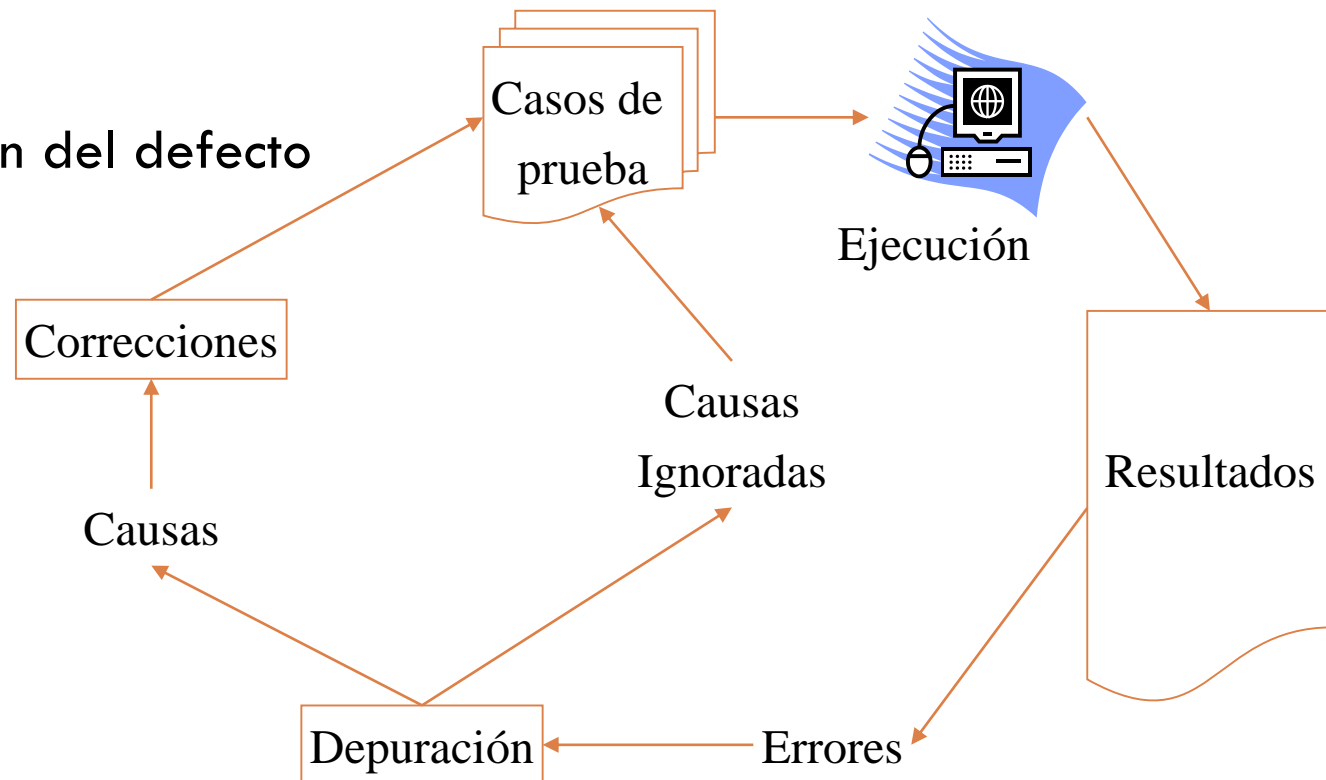 n del defecto
Casos de
prueba
Ejecución
Correcciones
Causas
Ignoradas
Resultados
Causas
Depuración
Errores